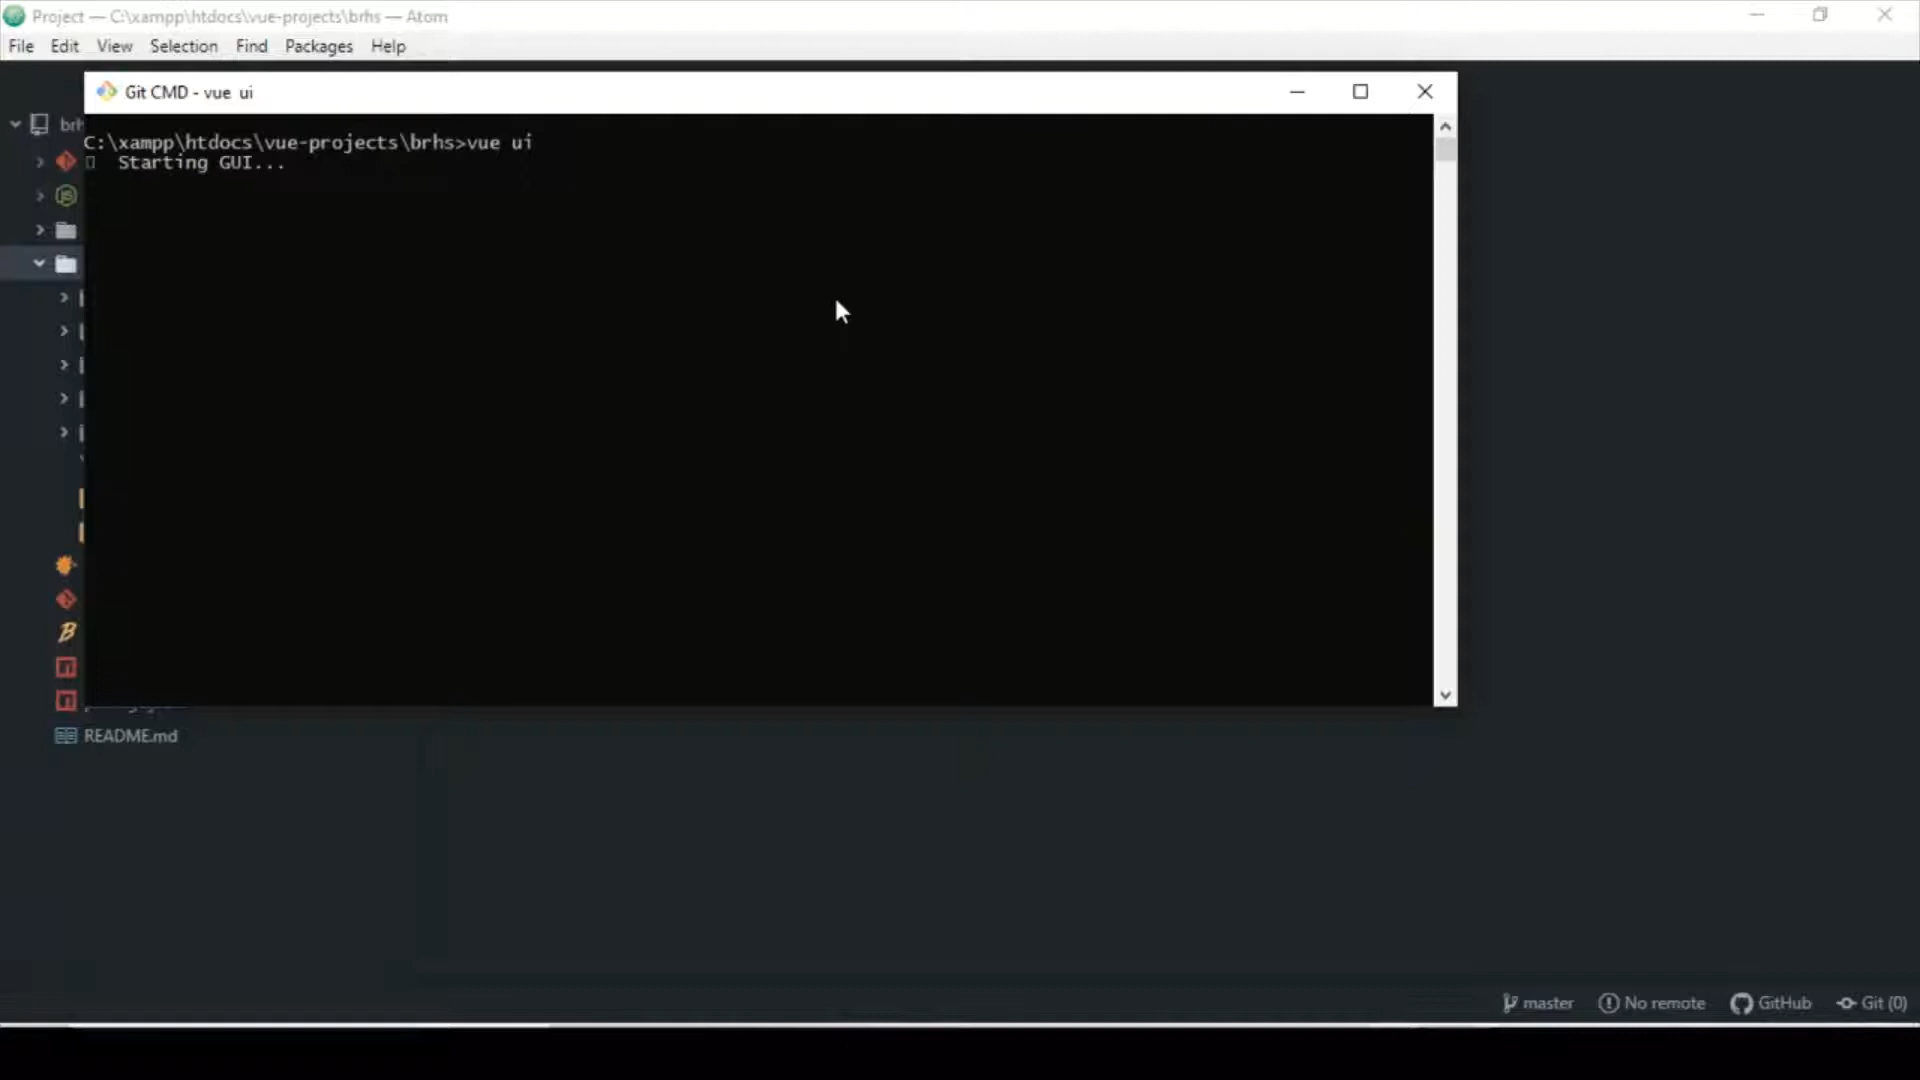 Project — C:\xampp\htdocs\vue-projects\brhs — Atom
File Edit View Selection Find Packages Help
Git CMD - vue ui
C:\xampp\htdocs\vue-projects\brhs>vue ui
Starting GUI...
README.md
master No remote GitHub Git (0)